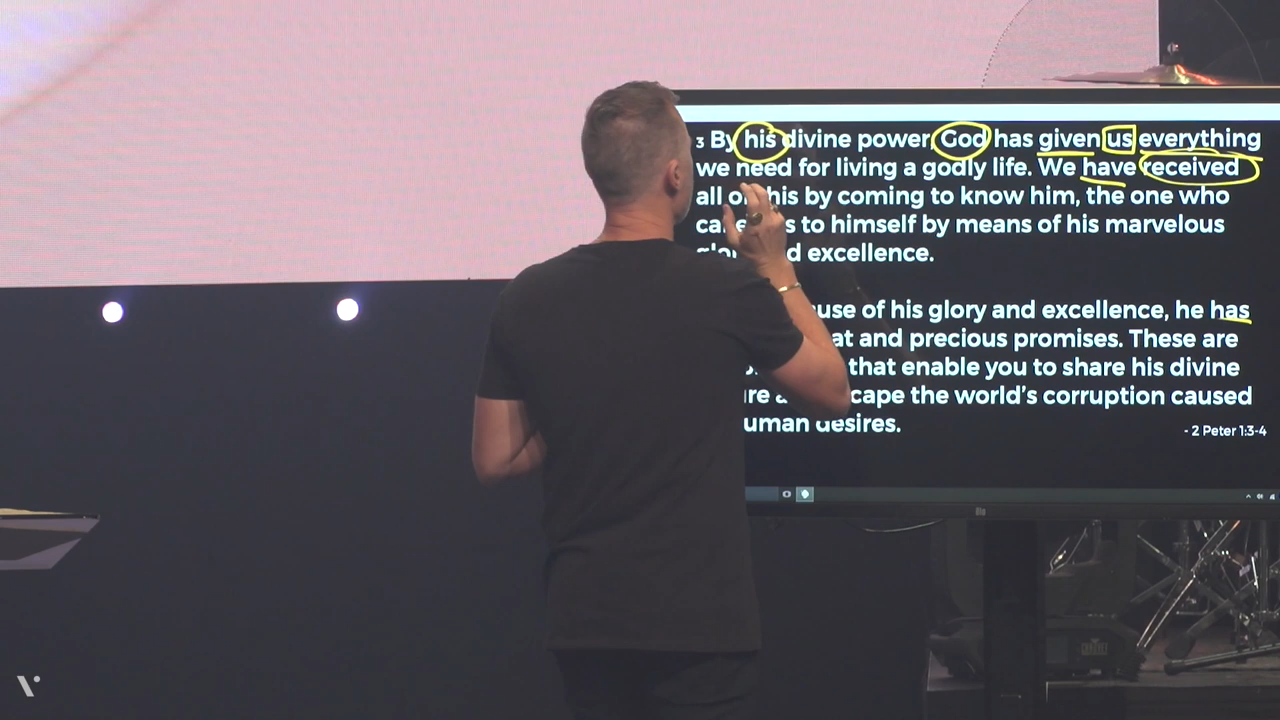 3 By his divine power, God has given us everything
we need for living a godly life. We have received
all of this by coming to know him, the one who
to himself by means of his marvelous
excellence.
of his glory and excellence, he has
and precious promises. These are
that enable you to share his divine
the world's corruption caused
desires.
- 2 Peter 1:3-4